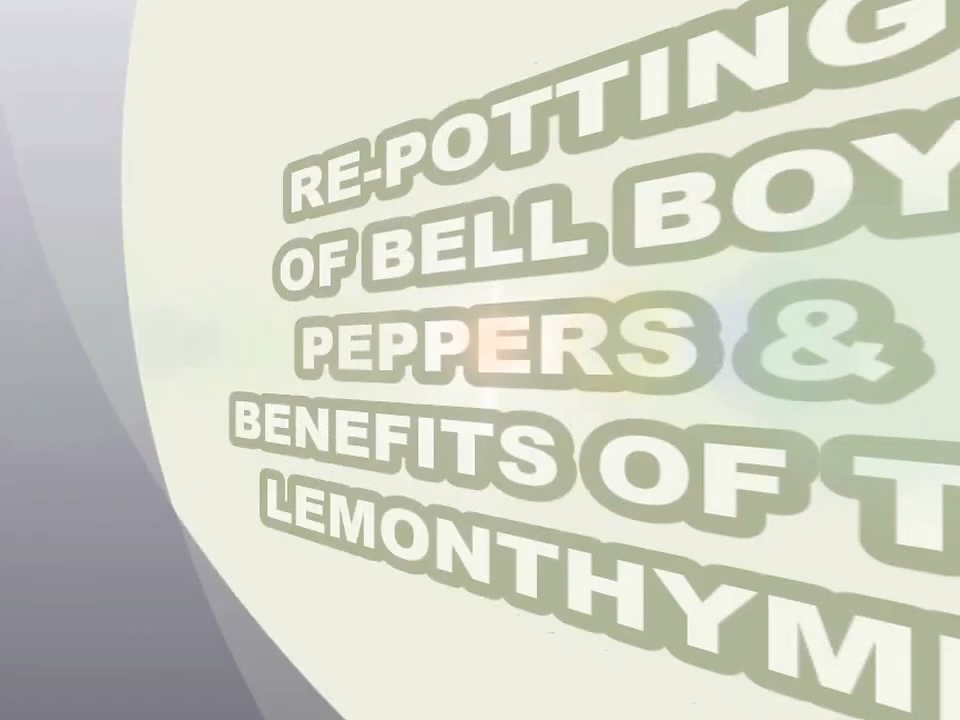 RE-POTTING
OF BELL BOY
PEPPERS &
BENEFITS OF T
LEMONTHYM